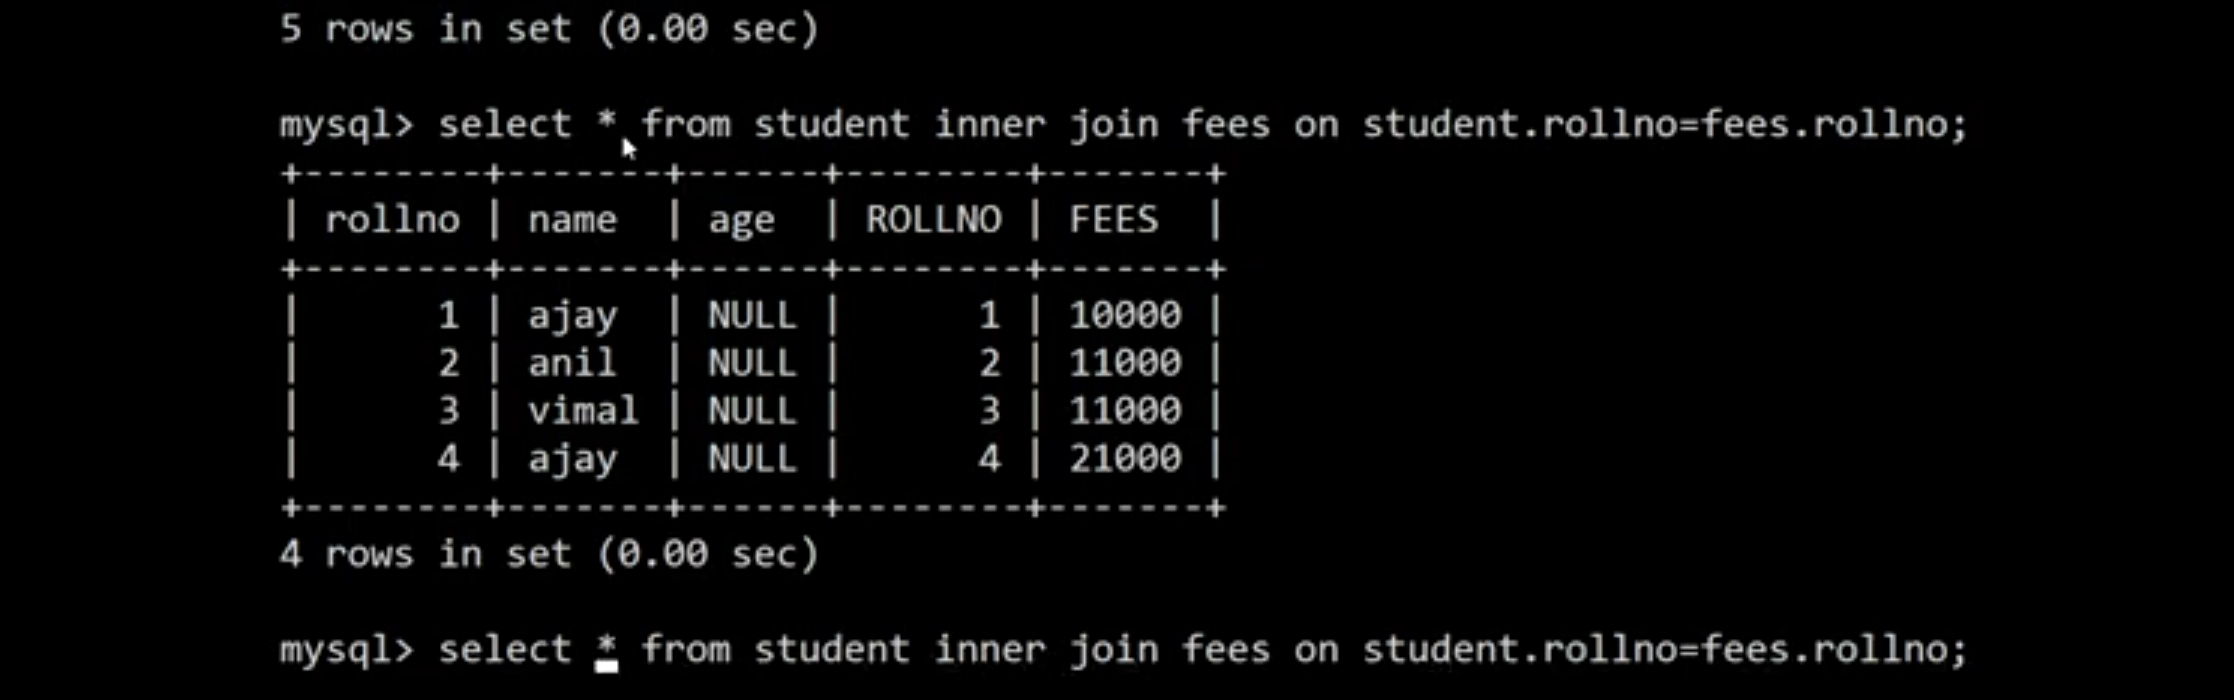 5 rows in set (0.00 sec)
mysql> select * from student inner join fees on student.rollno=fees.rollno;
+--------+-------+------+--------+-------+
| rollno | name  | age  | ROLLNO | FEES  |
+--------+-------+------+--------+-------+
|      1 | ajay  | NULL |      1 | 10000 |
|      2 | anil  | NULL |      2 | 11000 |
|      3 | vimal | NULL |      3 | 11000 |
|      4 | ajay  | NULL |      4 | 21000 |
+--------+-------+------+--------+-------+
4 rows in set (0.00 sec)
mysql> select * from student inner join fees on student.rollno=fees.rollno;